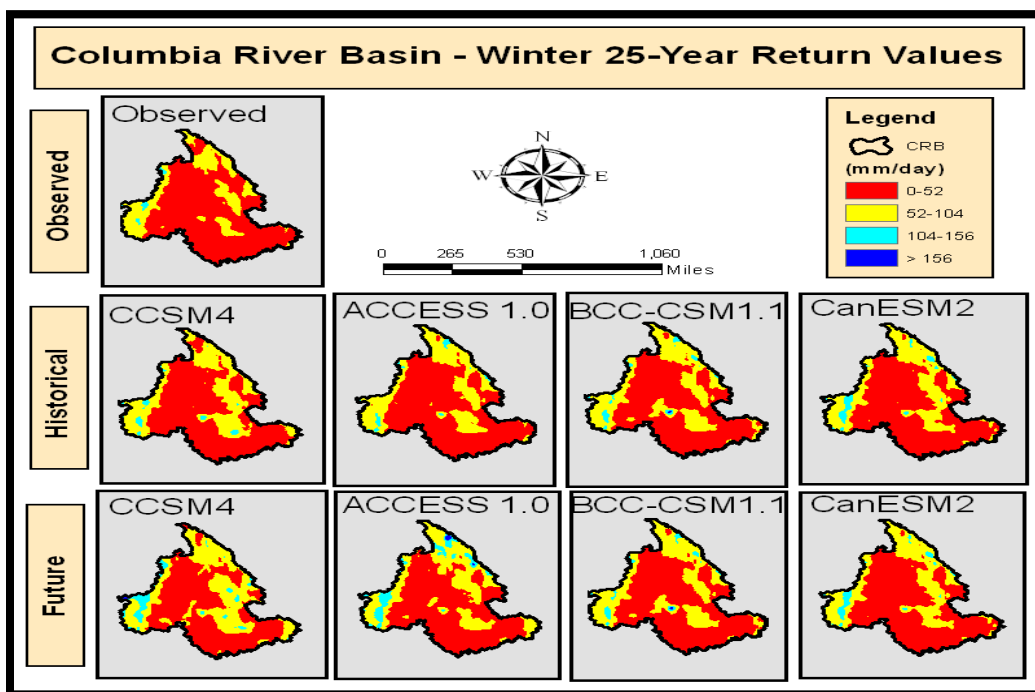 Columbia River Basin - Winter 25-Year Return Values
Observed
Observed
N
W E
S
0 265 530 1,060
Miles
Legend
CRB
(mm/day)
0-52
52-104
104-156
> 156
Historical
CCSM4
ACCESS 1.0
BCC-CSM1.1
CanESM2
Future
CCSM4
ACCESS 1.0
BCC-CSM1.1
CanESM2